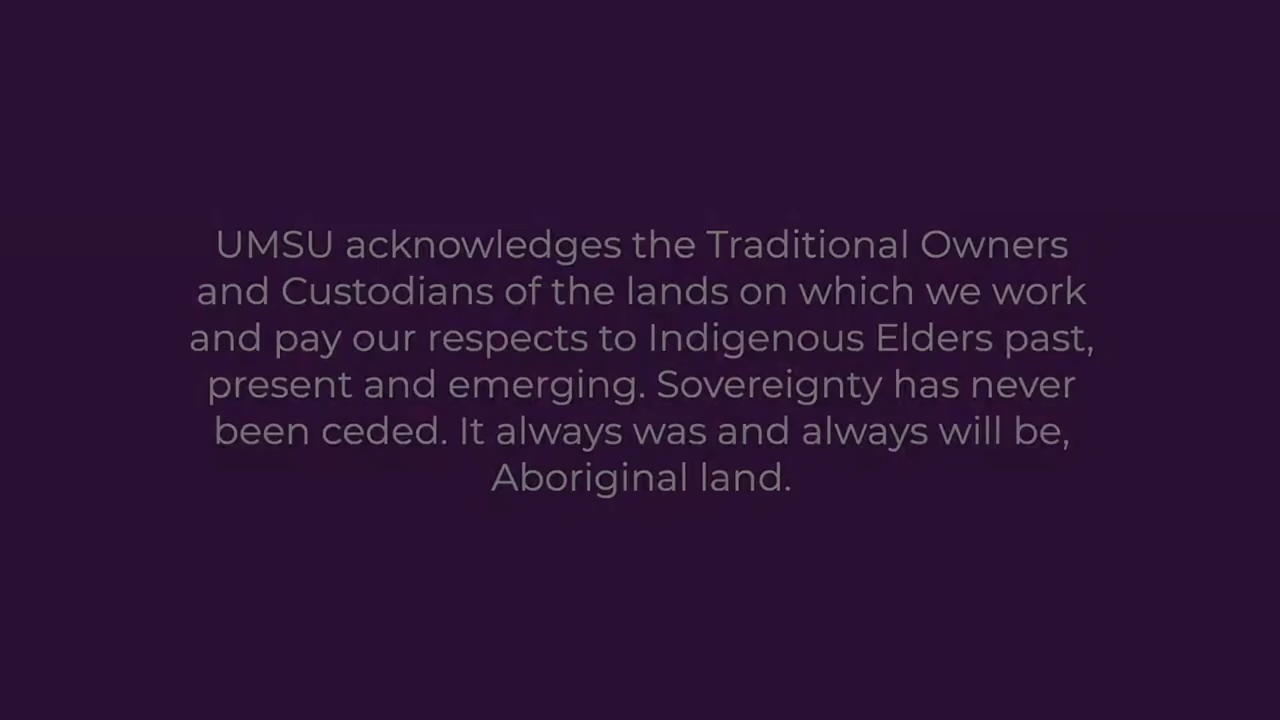 UMSU acknowledges the Traditional Owners
and Custodians of the lands on which we work
and pay our respects to Indigenous Elders past,
present and emerging. Sovereignty has never
been ceded. It always was and always will be,
Aboriginal land.